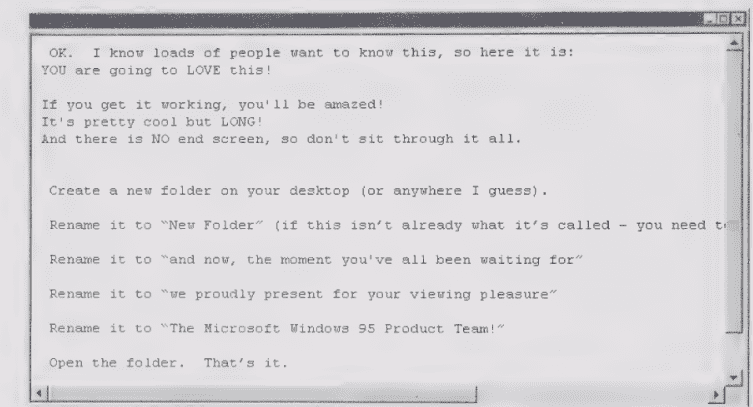 OK.  I know loads of people want to know this, so here it is:
YOU are going to LOVE this!
If you get it working, you'll be amazed!
It's pretty cool but LONG!
And there is NO end screen, so don't sit through it all.
Create a new folder on your desktop (or anywhere I guess).
Rename it to “New Folder” (if this isn't already what it's called – you need
Rename it to “and now, the moment you've all been waiting for”
Rename it to “we proudly present for your viewing pleasure”
Rename it to “The Microsoft Windows 95 Product Team!”
Open the folder.  That's it.